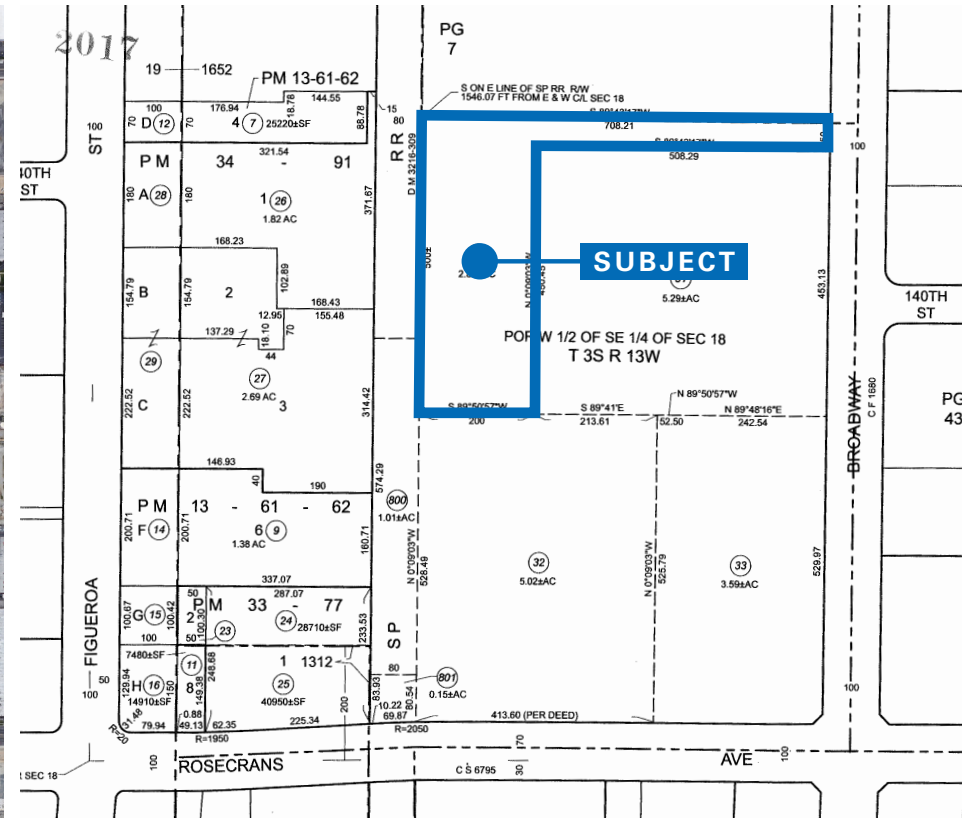 2017
PG
7
19 1652
PM 13-61-62
S ON E LINE OF SP RR R/W
1546.07 FT FROM E & W C/L SEC 18
100
176.94
18.78
144.55
15
80
708.21
70
D 12
70
4 7 25220±SF
88.78
100
ST
RR
D M 3216-309
508.29
100
321.54
PM 34 - 91
40TH
ST
180
A 28
180
1 26
1.82 AC
371.67
168.23
SUBJECT
500±
5.29±AC
453.13
154.79
B
154.79
2
102.89
168.43
12.95
155.48
140TH
ST
137.29
18.10
70
44
POR W 1/2 OF SE 1/4 OF SEC 18
T 3S R 13W
29
27
2.69 AC
222.52
C
222.52
3
314.42
N 89°50'57"W
S 89°50'57"W
S 89°41'E
N 89°48'16"E
200
213.61
52.50
242.54
BROADWAY
C F 1680
PG
43
146.93
40
190
574.29
PM 13 - 61 - 62
800
1.01±AC
200.71
F 14
200.71
6 9
1.38 AC
160.71
N 0°09'03"W
528.49
32
5.02±AC
N 0°09'03"W
525.79
33
3.59±AC
529.97
337.07
FIGUEROA
50
287.07
PM 33 - 77
100.67
G 15
100.42
2
100.30
24
28710±SF
233.53
100
50
23
SP
7480±SF
11
248.68
1 1312
80
801
0.15±AC
50
100
129.94
H 16
150
8
149.38
25
14910±SF
40950±SF
200
83.93
80.54
100
R=20
31.48
79.94
0.88
49.13
62.35
225.34
10.22
69.87
413.60 (PER DEED)
R=1950
R=2050
100
ROSECRANS
70
30
C S 6795
AVE
100
SEC 18